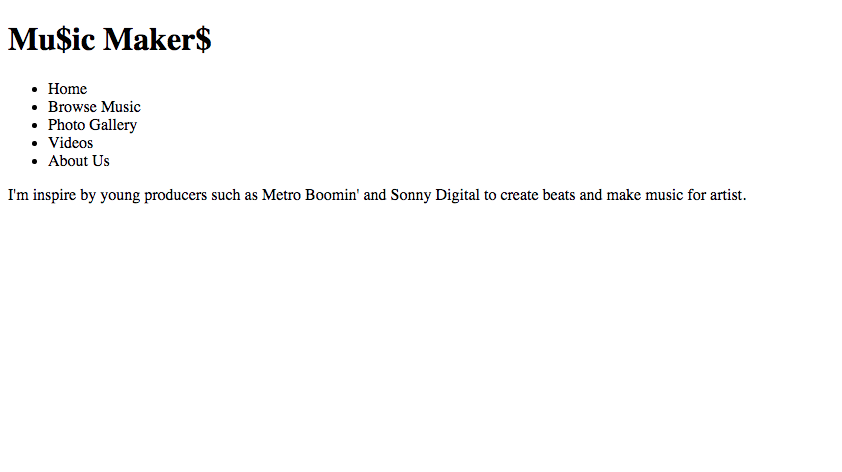 Mu$ic Maker$
Home
Browse Music
Photo Gallery
Videos
About Us
I'm inspire by young producers such as Metro Boomin' and Sonny Digital to create beats and make music for artist.